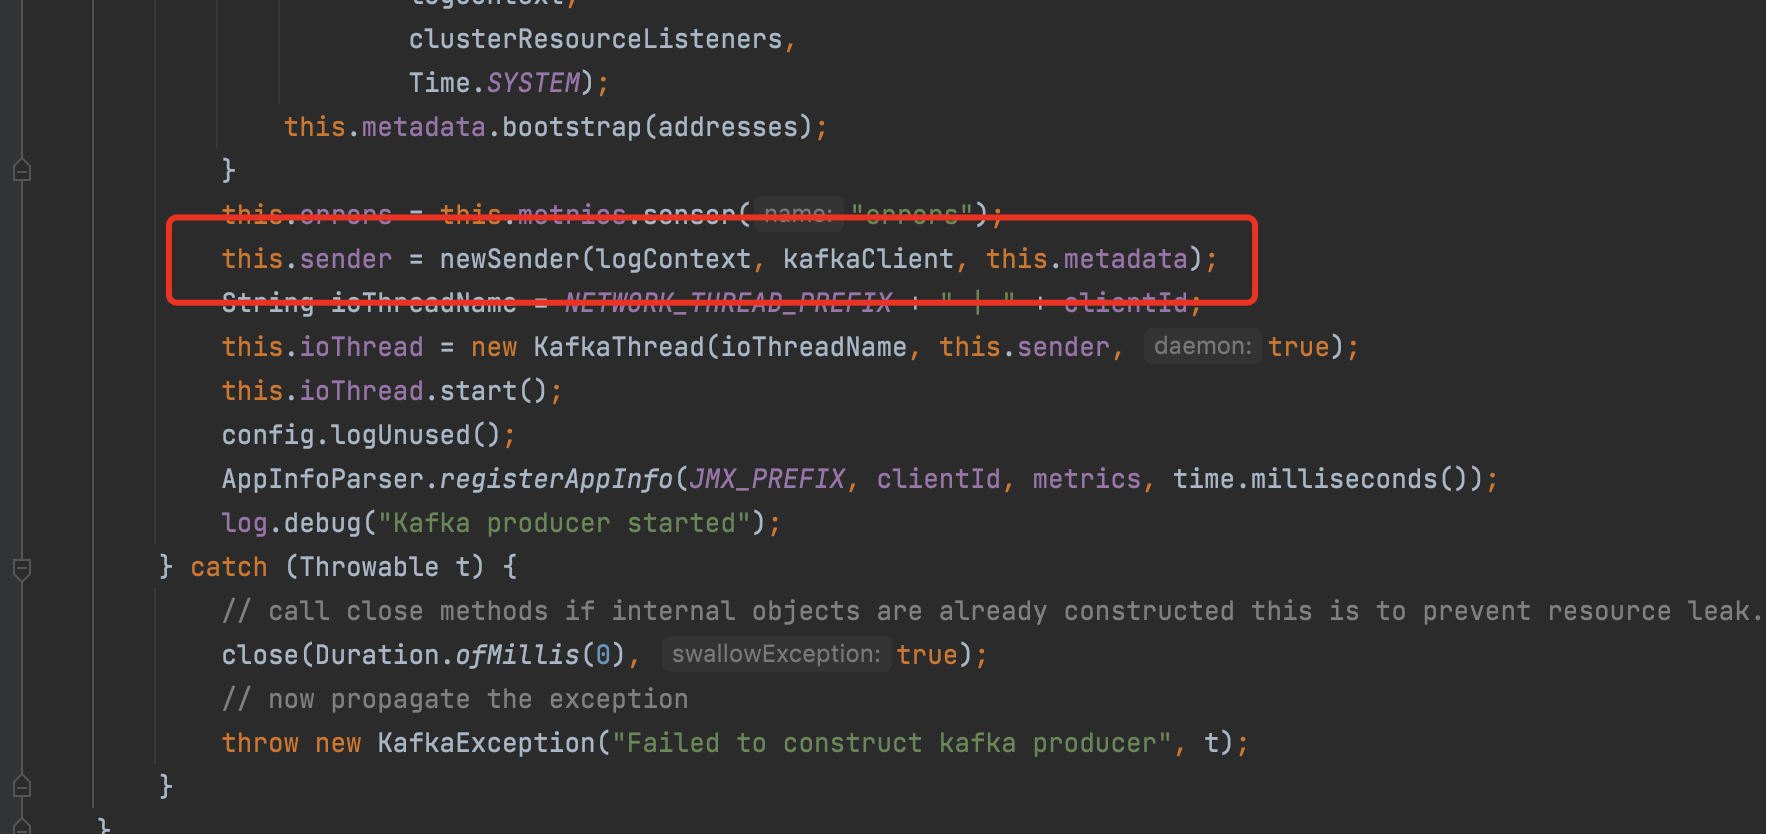 logContext,
clusterResourceListeners,
Time.SYSTEM);
this.metadata.bootstrap(addresses);
}
this.errors = this.metrics.sensor( name: "errors");
this.sender = newSender(logContext, kafkaClient, this.metadata);
String ioThreadName = NETWORK_THREAD_PREFIX + " | " + clientId;
this.ioThread = new KafkaThread(ioThreadName, this.sender, daemon: true);
this.ioThread.start();
config.logUnused();
AppInfoParser.registerAppInfo(JMX_PREFIX, clientId, metrics, time.milliseconds());
log.debug("Kafka producer started");
} catch (Throwable t) {
// call close methods if internal objects are already constructed this is to prevent resource leak.
close(Duration.ofMillis(0), swallowException: true);
// now propagate the exception
throw new KafkaException("Failed to construct kafka producer", t);
}
}